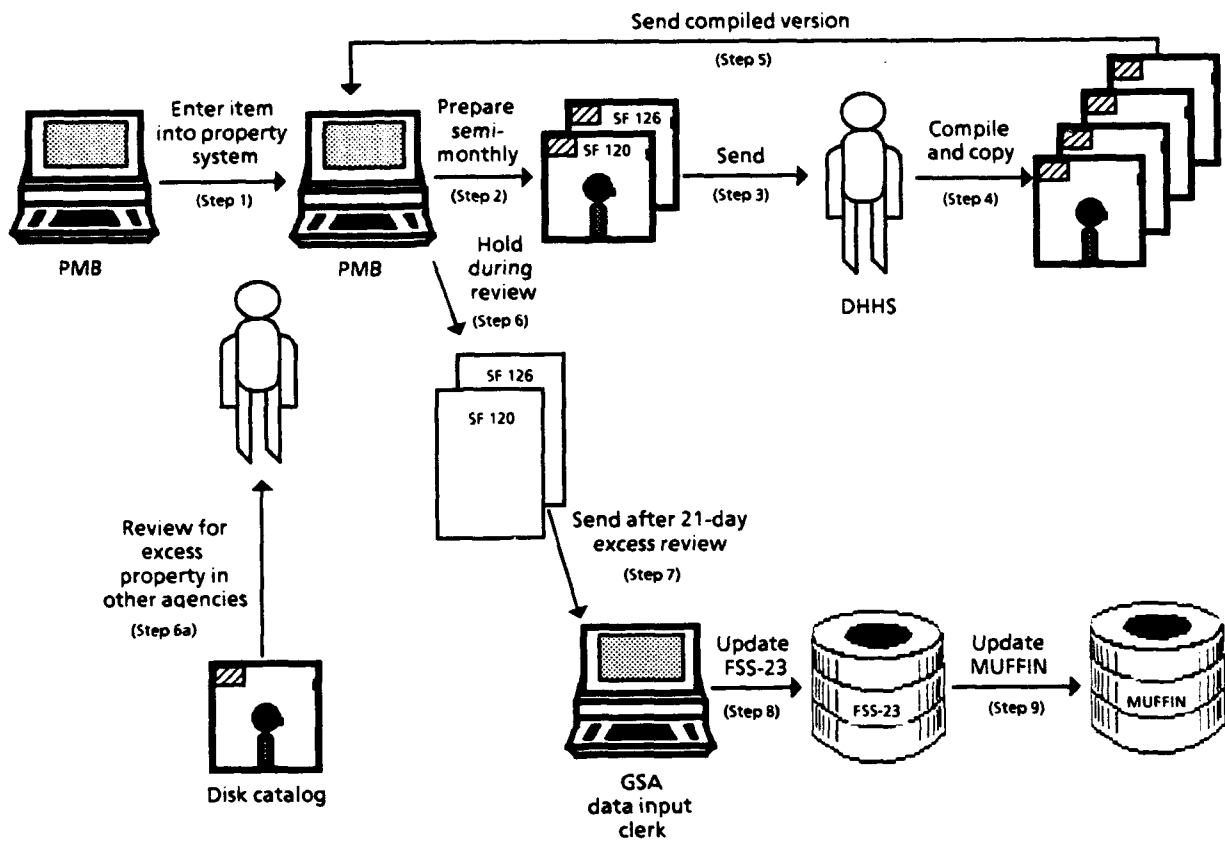 Send compiled version
(Step 5)
Enter item
into property
system
(Step 1)
Prepare
semi-
monthly
(Step 2)
SF 126
SF 120
Send
(Step 3)
Compile
and copy
(Step 4)
PMB
PMB
DHHS
Hold
during
review
(Step 6)
SF 126
SF 120
Review for
excess
property in
other agencies
(Step 6a)
Send after 21-day
excess review
(Step 7)
Disk catalog
GSA
data input
clerk
Update
FSS-23
(Step 8)
FSS-23
Update
MUFFIN
(Step 9)
MUFFIN